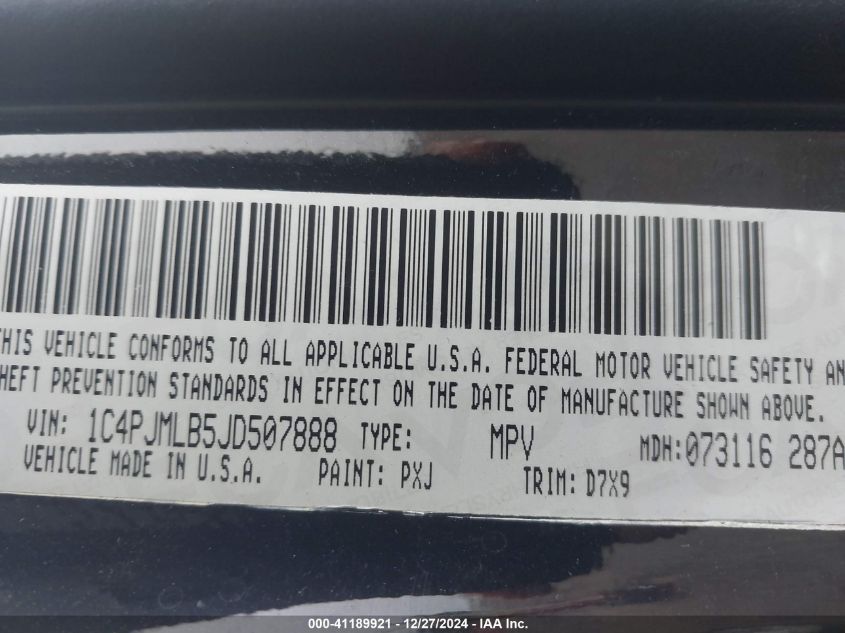 THIS VEHICLE CONFORMS TO ALL APPLICABLE U.S.A. FEDERAL MOTOR VEHICLE SAFETY AN
HEFT PREVENTION STANDARDS IN EFFECT ON THE DATE OF MANUFACTURE SHOWN ABOVE.
VIN: 1C4PJMLB5JD507888 TYPE: MPV MDH:073116 287A
VEHICLE MADE IN U.S.A. PAINT: PXJ TRIM: D7X9
000-41189921 - 12/27/2024 - IAA Inc.